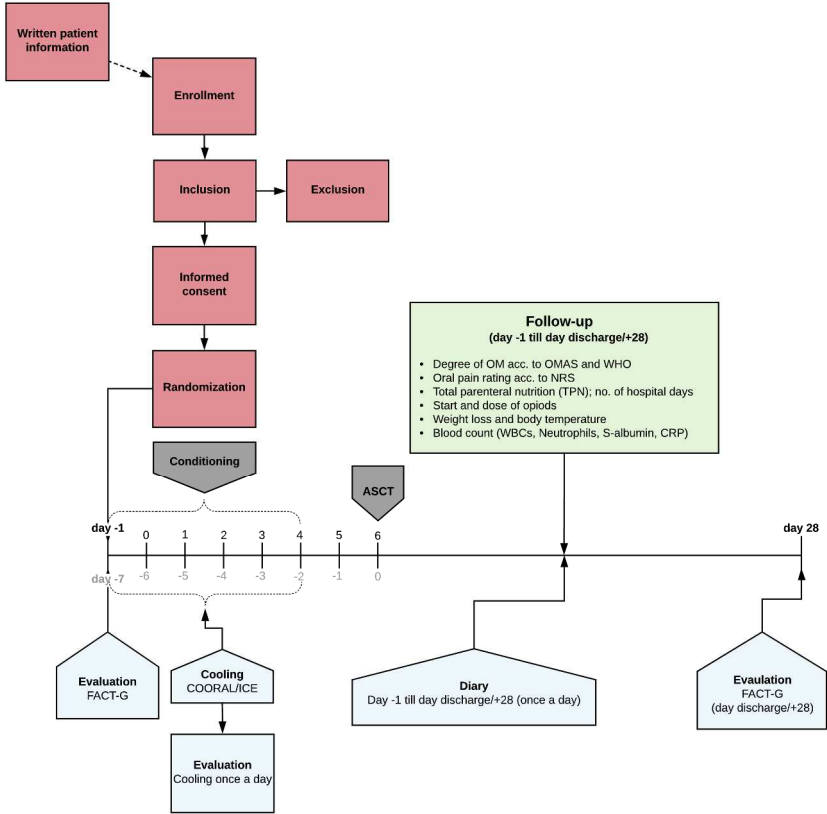 Written patient
information
Enrollment
Inclusion
Exclusion
Informed
consent
Randomization
Follow-up
(day -1 till day discharge/+28)
• Degree of OM acc. to OMAS and WHO
• Oral pain rating acc. to NRS
• Total parenteral nutrition (TPN); no. of hospital days
• Start and dose of opiods
• Weight loss and body temperature
• Blood count (WBCs, Neutrophils, S-albumin, CRP)
Conditioning
ASCT
day -1 0 1 2 3 4 5 6 day 28
day -7 -6 -5 -4 -3 -2 -1 0
Evaluation
FACT-G
Cooling
COORAL/ICE
Evaluation
Cooling once a day
Diary
Day -1 till day discharge/+28 (once a day)
Evaulation
FACT-G
(day discharge/+28)